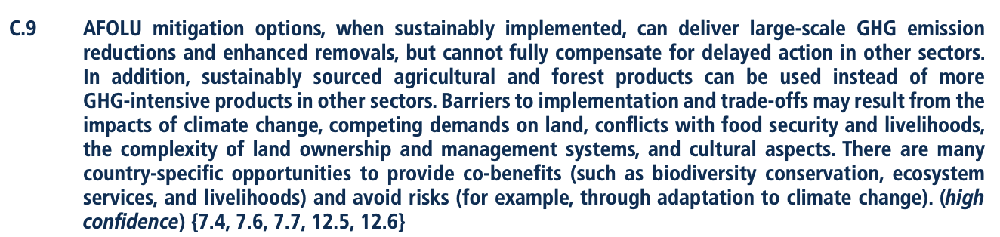 C.9 AFOLU mitigation options, when sustainably implemented, can deliver large-scale GHG emission
reductions and enhanced removals, but cannot fully compensate for delayed action in other sectors.
In addition, sustainably sourced agricultural and forest products can be used instead of more
GHG-intensive products in other sectors. Barriers to implementation and trade-offs may result from the
impacts of climate change, competing demands on land, conflicts with food security and livelihoods,
the complexity of land ownership and management systems, and cultural aspects. There are many
country-specific opportunities to provide co-benefits (such as biodiversity conservation, ecosystem
services, and livelihoods) and avoid risks (for example, through adaptation to climate change). (high
confidence) {7.4, 7.6, 7.7, 12.5, 12.6}